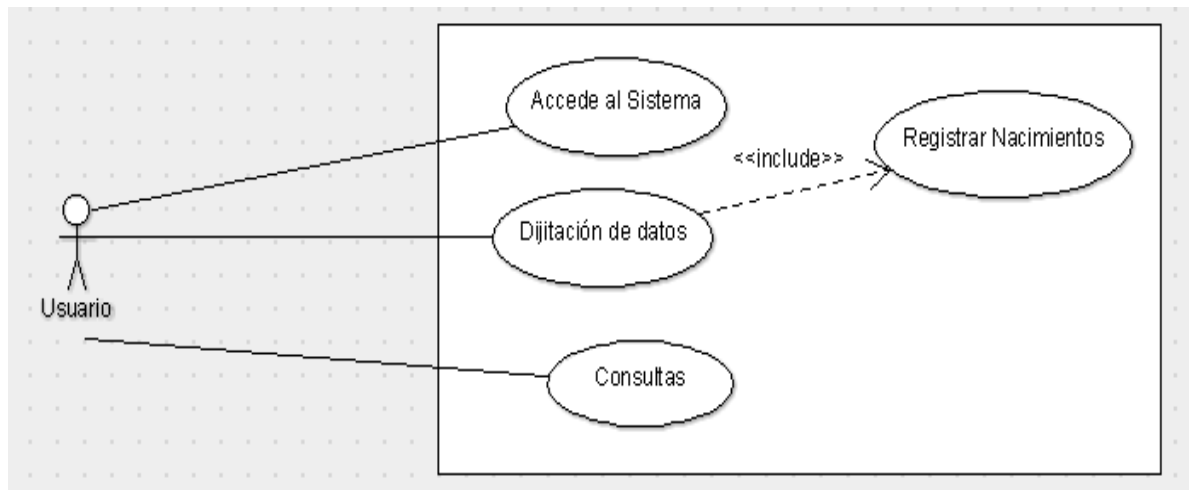 Accede al Sistema
Registrar Nacimientos
<<include>>
Dijitación de datos
Usuario
Consultas